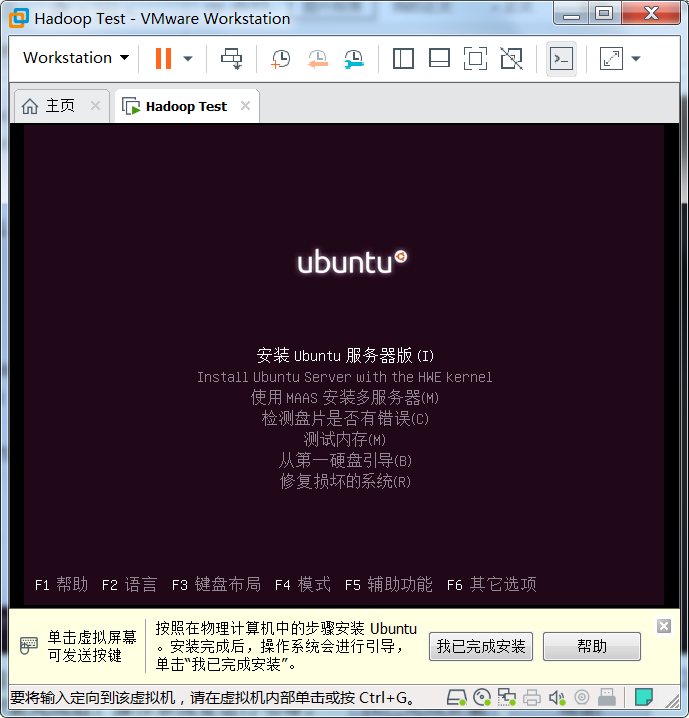 Hadoop Test - VMware Workstation
Workstation
主页
Hadoop Test
ubuntu
安装 Ubuntu 服务器版 (I)
Install Ubuntu Server with the HWE kernel
使用 MAAS 安装多服务器(M)
检测盘片是否有错误(C)
测试内存(M)
从第一硬盘引导(B)
修复损坏的系统(R)
F1 帮助 F2 语言 F3 键盘布局 F4 模式 F5 辅助功能 F6 其它选项
单击虚拟屏幕
可发送按键
按照在物理计算机中的步骤安装 Ubuntu
。安装完成后，操作系统会进行引导，
单击“我已完成安装”。
我已完成安装
帮助
要将输入定向到该虚拟机，请在虚拟机内部单击或按 Ctrl+G。